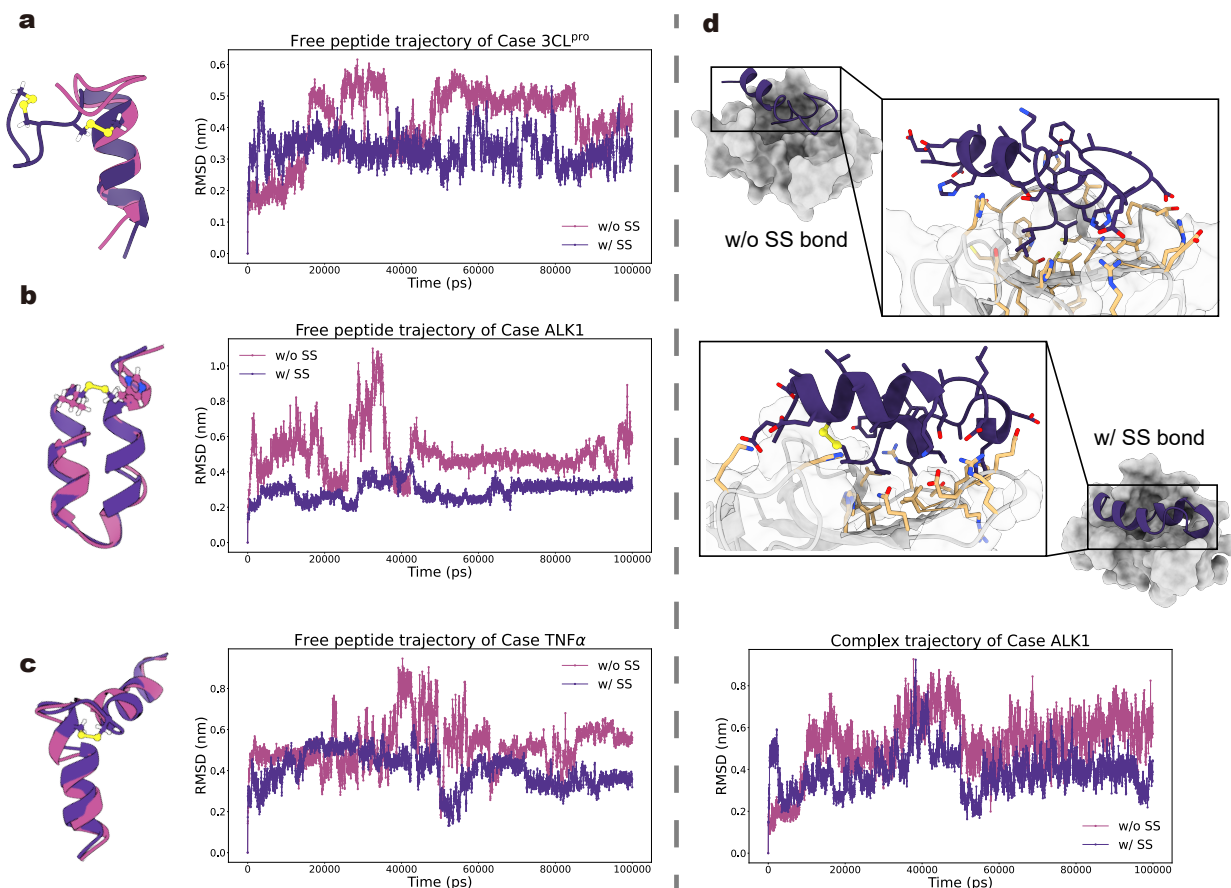 a
Free peptide trajectory of Case 3CLpro
RMSD (nm)
0.6
0.5
0.4
0.3
0.2
0.1
0.0
w/o SS
w/ SS
0 20000 40000 60000 80000 100000
Time (ps)
b
Free peptide trajectory of Case ALK1
RMSD (nm)
1.0
0.8
0.6
0.4
0.2
0.0
w/o SS
w/ SS
0 20000 40000 60000 80000 100000
Time (ps)
c
Free peptide trajectory of Case TNFα
RMSD (nm)
0.8
0.6
0.4
0.2
0.0
w/o SS
w/ SS
0 20000 40000 60000 80000 100000
Time (ps)
d
w/o SS bond
w/ SS bond
Complex trajectory of Case ALK1
RMSD (nm)
0.8
0.6
0.4
0.2
0.0
w/o SS
w/ SS
0 20000 40000 60000 80000 100000
Time (ps)